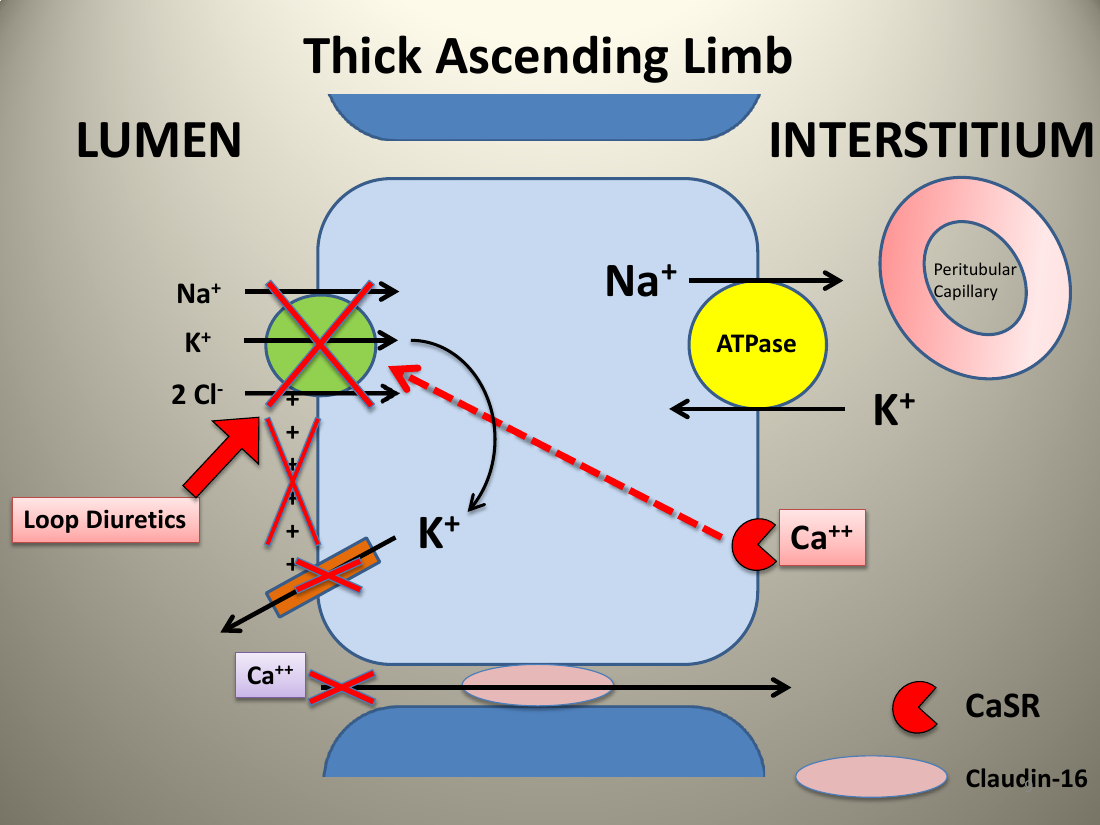 Thick Ascending Limb
LUMEN
INTERSTITIUM
Peritubular
Capillary
Na⁺
K⁺
2 Cl⁻
Na⁺
ATPase
K⁺
+
+
+
+
+
+
Loop Diuretics
K⁺
Ca⁺⁺
Ca⁺⁺
CaSR
Claudin-16